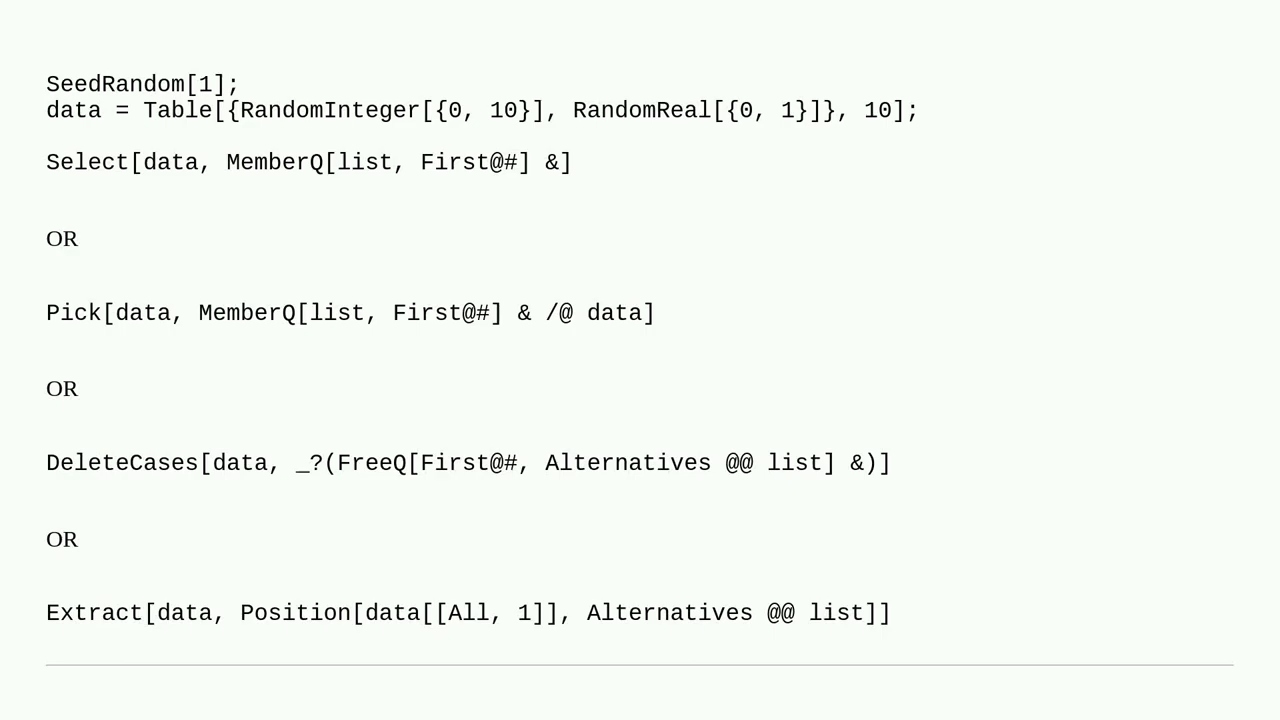 SeedRandom[1];
data = Table[{RandomInteger[{0, 10}], RandomReal[{0, 1}]}, 10];
Select[data, MemberQ[list, First@#] &]
OR
Pick[data, MemberQ[list, First@#] & /@ data]
OR
DeleteCases[data, _?(FreeQ[First@#, Alternatives @@ list] &)]
OR
Extract[data, Position[data[[All, 1]], Alternatives @@ list]]